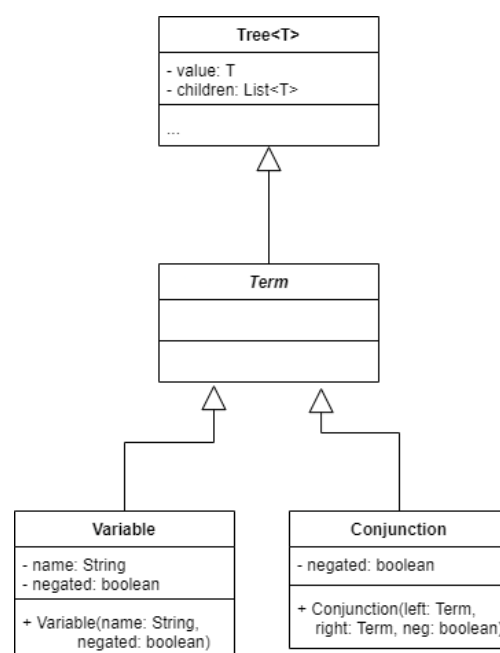 Tree<T>
- value: T
- children: List<T>
...
Term
Variable
- name: String
- negated: boolean
+ Variable(name: String,
negated: boolean)
Conjunction
- negated: boolean
+ Conjunction(left: Term,
right: Term, neg: boolean)